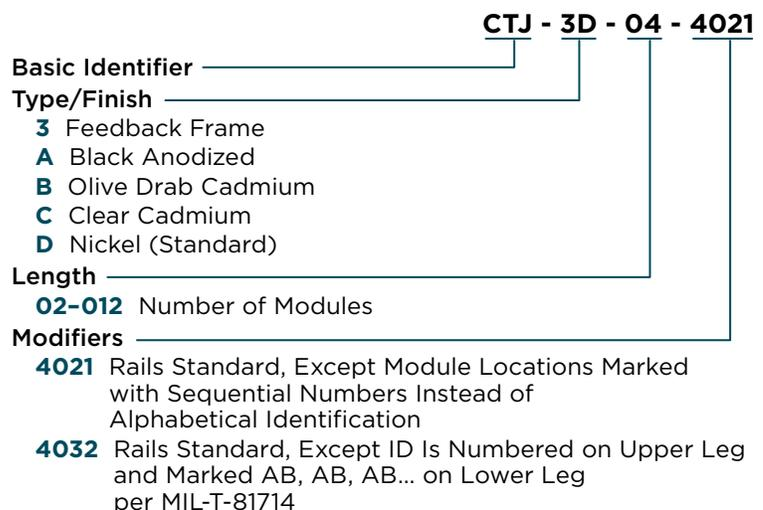 CTJ - 3D - 04 - 4021
Basic Identifier
Type/Finish
3 Feedback Frame
A Black Anodized
B Olive Drab Cadmium
C Clear Cadmium
D Nickel (Standard)
Length
02–012 Number of Modules
Modifiers
4021 Rails Standard, Except Module Locations Marked
with Sequential Numbers Instead of
Alphabetical Identification
4032 Rails Standard, Except ID Is Numbered on Upper Leg
and Marked AB, AB, AB... on Lower Leg
per MIL-T-81714